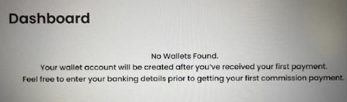 Dashboard
No Wallets Found.
Your wallet account will be created after you've received your first payment.
Feel free to enter your banking details prior to getting your first commission payment.